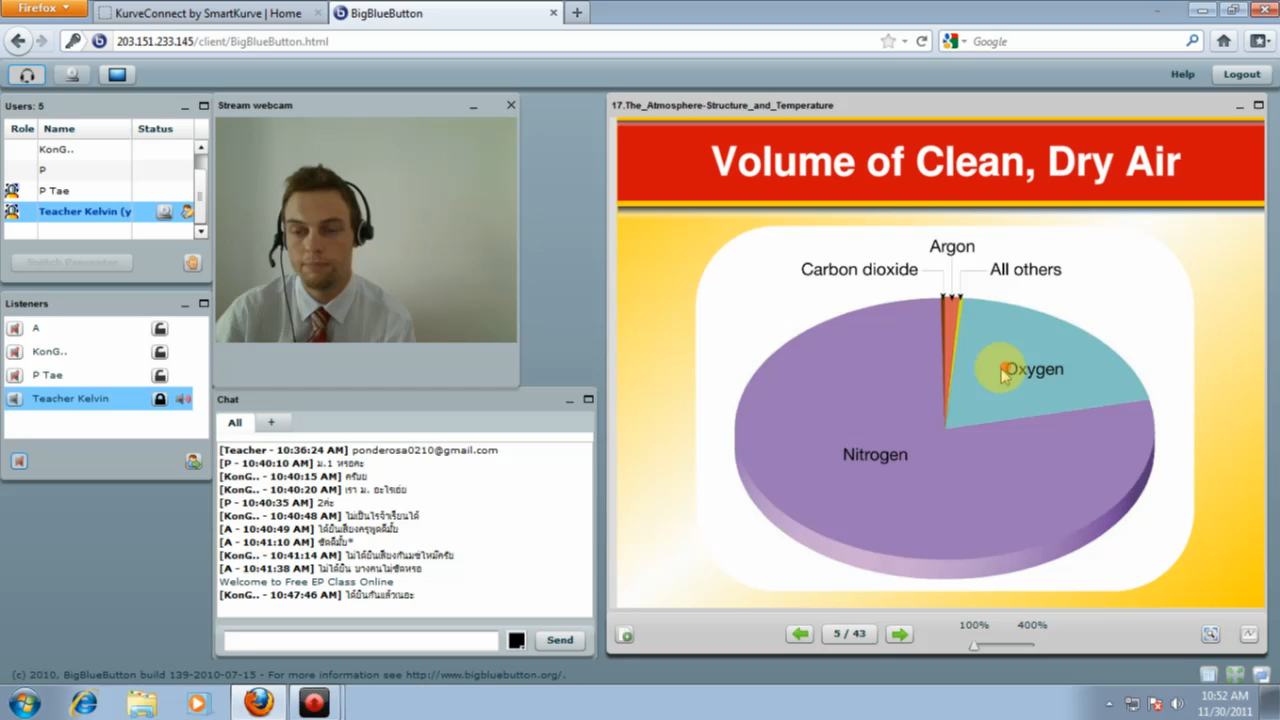 Firefox
KurveConnect by SmartKurve | Home
BigBlueButton
203.151.233.145/client/BigBlueButton.html
Google
Help
Logout
Users: 5
Role Name Status
KonG..
P
P Tae
Teacher Kelvin (y
Switch Presenter
Listeners
A
KonG..
P Tae
Teacher Kelvin
Stream webcam
Chat
All +
[Teacher - 10:36:24 AM] ponderosa0210@gmail.com
[P - 10:40:10 AM] ม.1 หรอคะ
[KonG.. - 10:40:15 AM] ครับย
[KonG.. - 10:40:20 AM] เรา ม. อะไรเอ่ย
[P - 10:40:35 AM] 2ค่ะ
[KonG.. - 10:40:48 AM] ไม่เป็นไรจ้าเรียนได้
[A - 10:40:49 AM] ได้ยินเสียงครูพูดดีมั้ย
[A - 10:41:10 AM] ชัดดีมั้ย*
[KonG.. - 10:41:14 AM] ไม่ได้ยินเสียงกันมช่ไหมครับ
[A - 10:41:38 AM] ไม่ได้ยิน บางคนไม่ชัดหรอ
Welcome to Free EP Class Online
[KonG.. - 10:47:46 AM] ได้ยินกันแล้วเนอะ
Send
17.The_Atmosphere-Structure_and_Temperature
Volume of Clean, Dry Air
Argon
Carbon dioxide
All others
Oxygen
Nitrogen
5 / 43
100% 400%
(c) 2010, BigBlueButton build 139-2010-07-15 - For more information see http://www.bigbluebutton.org/.
10:52 AM
11/30/2011